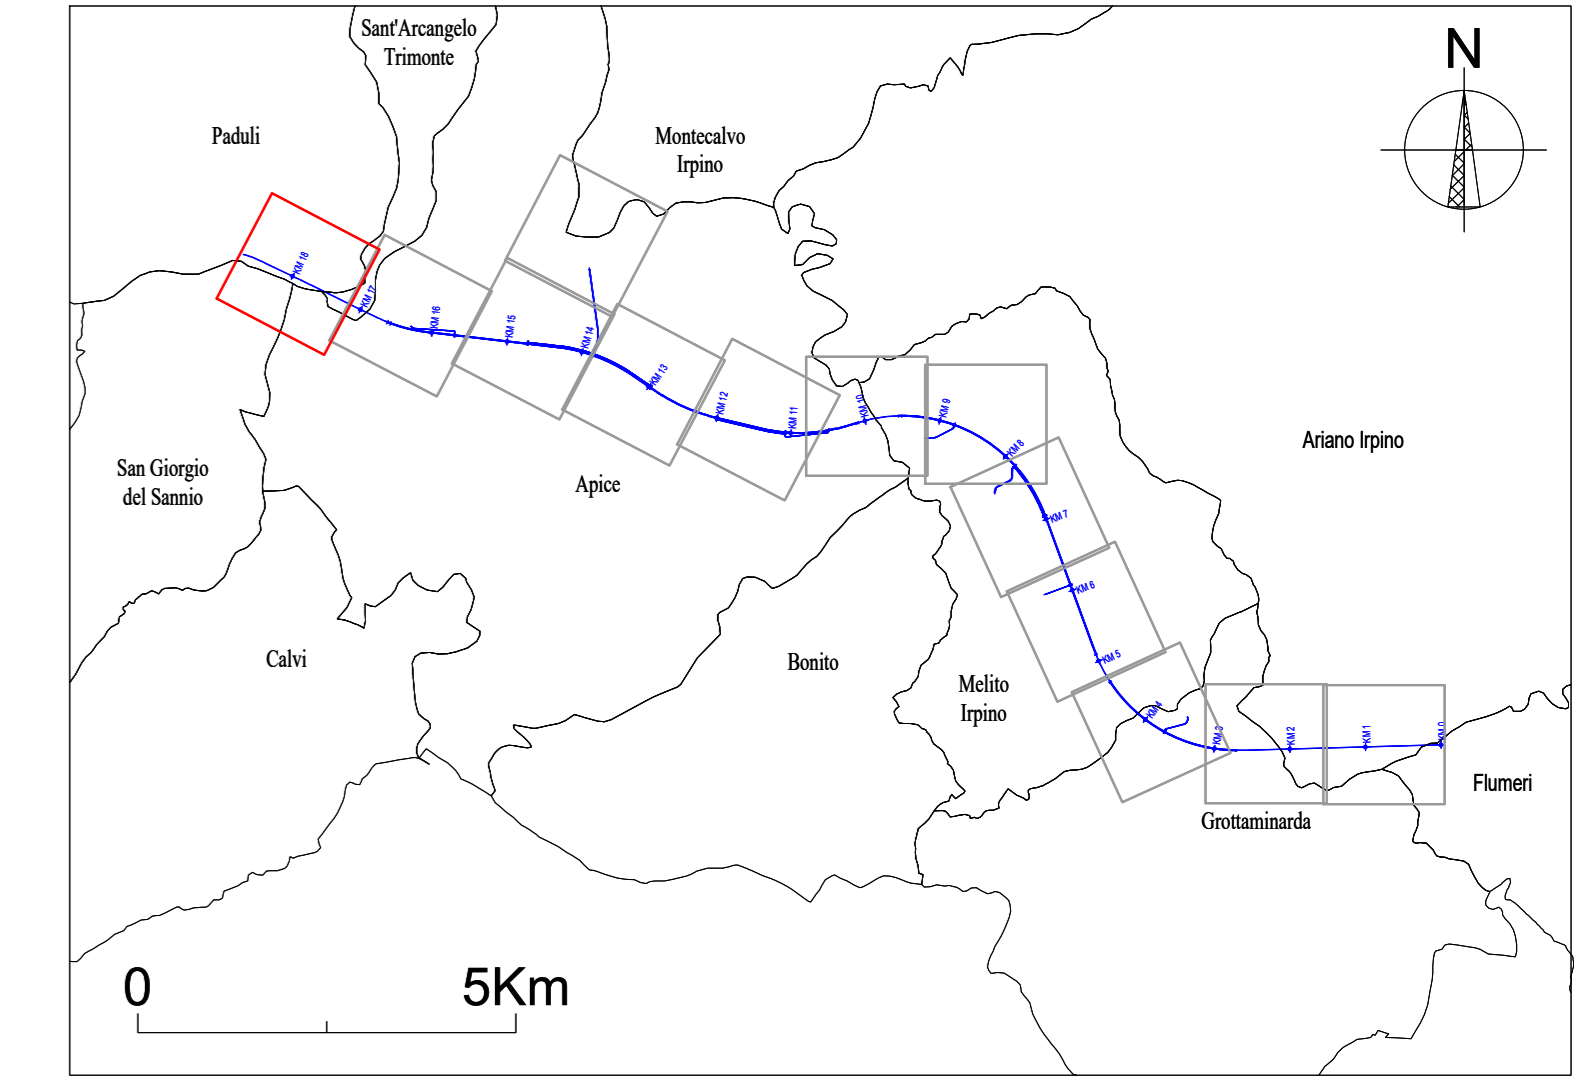 Sant'Arcangelo
Trimonte
N
Paduli
Montecalvo
Irpino
KM 18
KM 17
KM 16
KM 15
KM 14
KM 13
KM 12
KM 11
KM 10
KM 9
KM 8
KM 7
KM 6
KM 5
KM 4
KM 3
KM 2
KM 1
KM 0
Ariano Irpino
San Giorgio
del Sannio
Apice
Calvi
Bonito
Melito
Irpino
Flumeri
Grottaminarda
0
5Km